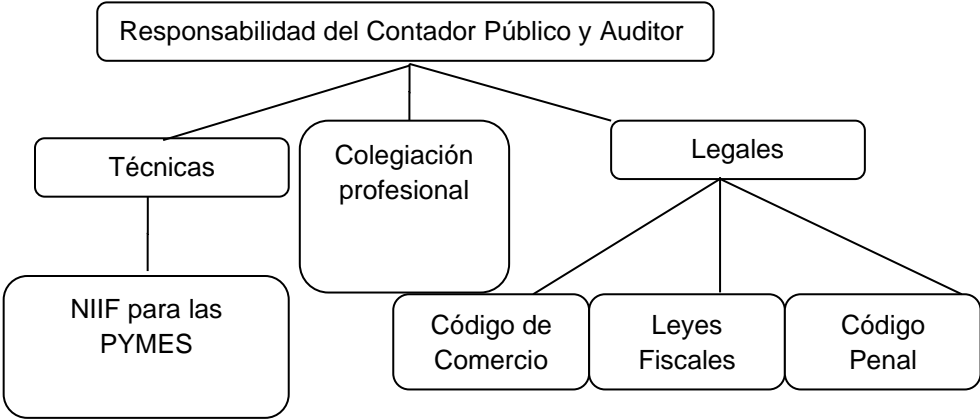 Responsabilidad del Contador Público y Auditor
Técnicas
Colegiación
profesional
Legales
NIIF para las
PYMES
Código de
Comercio
Leyes
Fiscales
Código
Penal